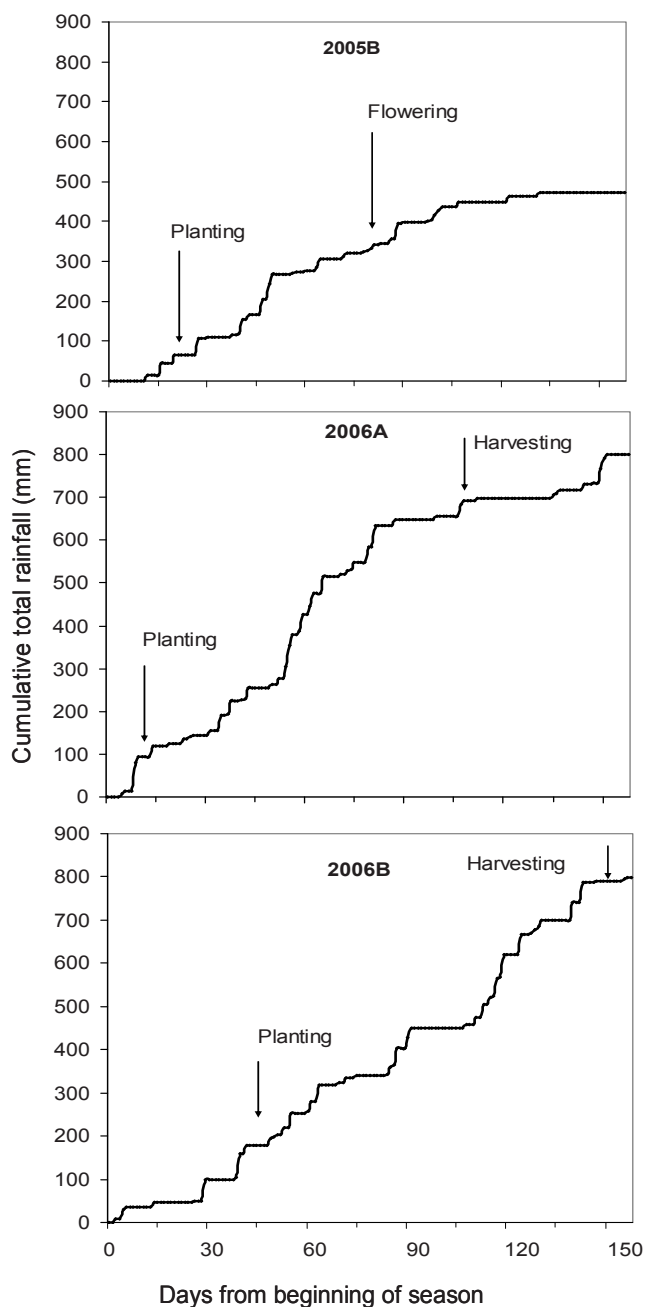 2005B
900
800
700
600
500
400
300
200
100
0
Flowering
Planting
Cumulative total rainfall (mm)
2006A
900
800
700
600
500
400
300
200
100
0
Harvesting
Planting
2006B
900
800
700
600
500
400
300
200
100
0
Harvesting
Planting
0 30 60 90 120 150
Days from beginning of season